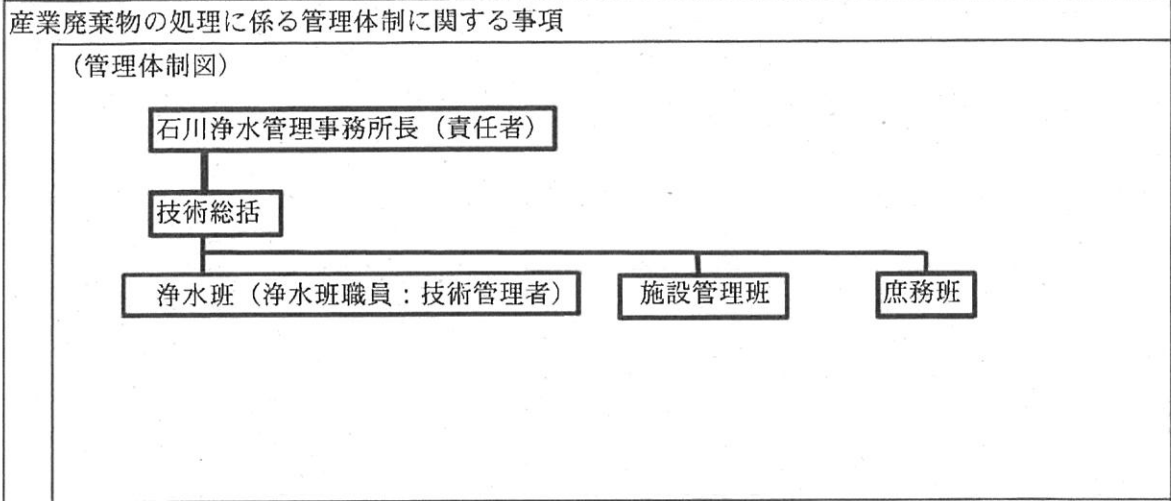 産業廃棄物の処理に係る管理体制に関する事項
（管理体制図）
石川浄水管理事務所長（責任者）
技術総括
浄水班（浄水班職員：技術管理者）
施設管理班
庶務班